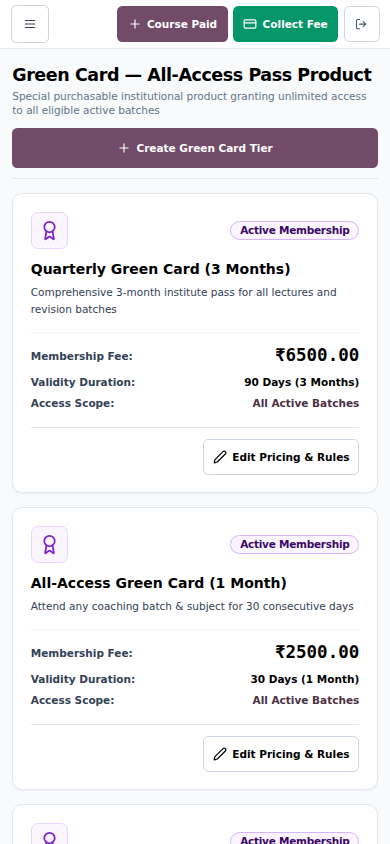 Course Paid
Collect Fee
Green Card — All-Access Pass Product
Special purchasable institutional product granting unlimited access
to all eligible active batches
Create Green Card Tier
Active Membership
Quarterly Green Card (3 Months)
Comprehensive 3-month institute pass for all lectures and
revision batches
Membership Fee: ₹6500.00
Validity Duration: 90 Days (3 Months)
Access Scope: All Active Batches
Edit Pricing & Rules
Active Membership
All-Access Green Card (1 Month)
Attend any coaching batch & subject for 30 consecutive days
Membership Fee: ₹2500.00
Validity Duration: 30 Days (1 Month)
Access Scope: All Active Batches
Edit Pricing & Rules
Active Membership